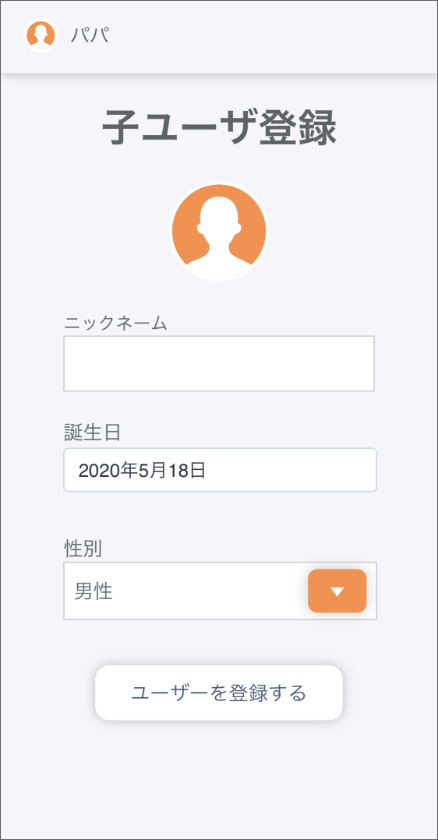 パパ
子ユーザ登録
ニックネーム
誕生日
2020年5月18日
性別
男性
ユーザーを登録する